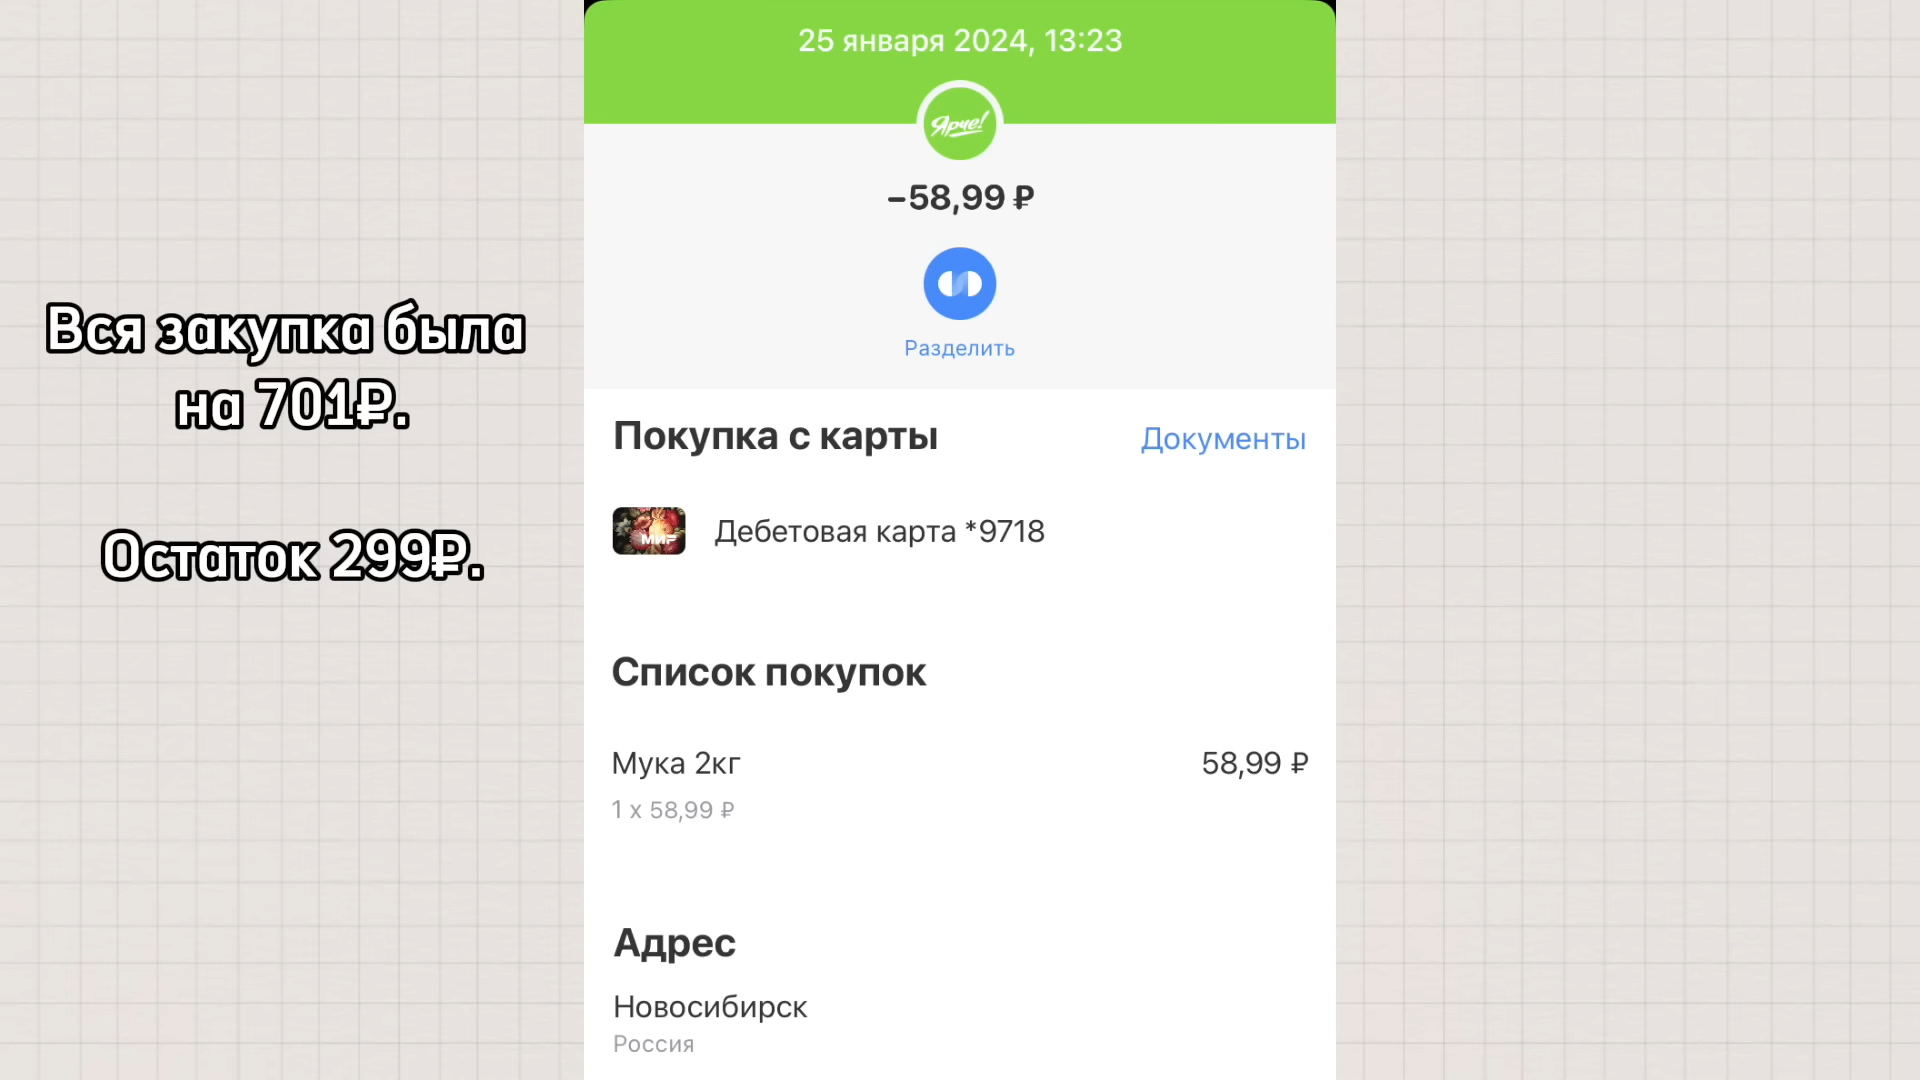 25 января 2024, 13:23
Ярче!
–58,99 ₽
Разделить
Вся закупка была
на 701₽.
Остаток 299₽.
Покупка с карты
Документы
МИР
Дебетовая карта *9718
Список покупок
Мука 2кг
58,99 ₽
1 x 58,99 ₽
Адрес
Новосибирск
Россия